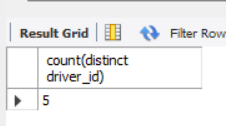 Result Grid
Filter Row
count(distinct
driver_id)
5